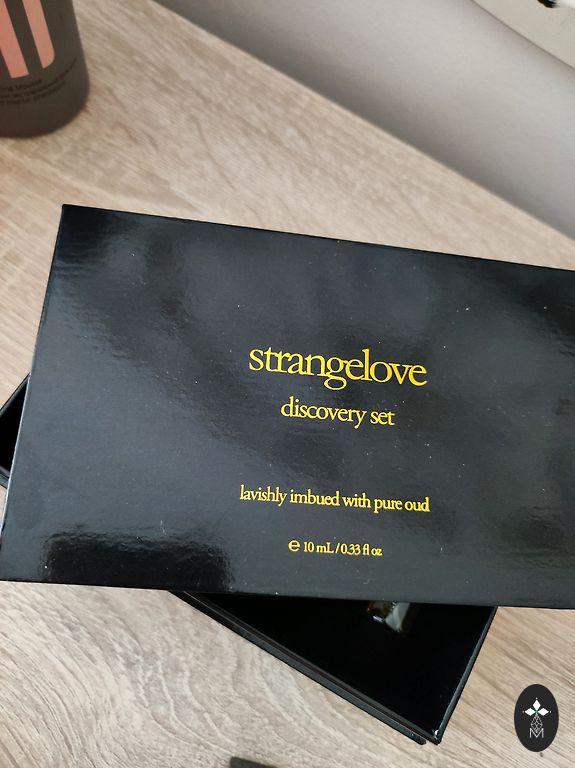 strangelove
discovery set
lavishly imbued with pure oud
℮ 10 mL / 0.33 fl oz
M